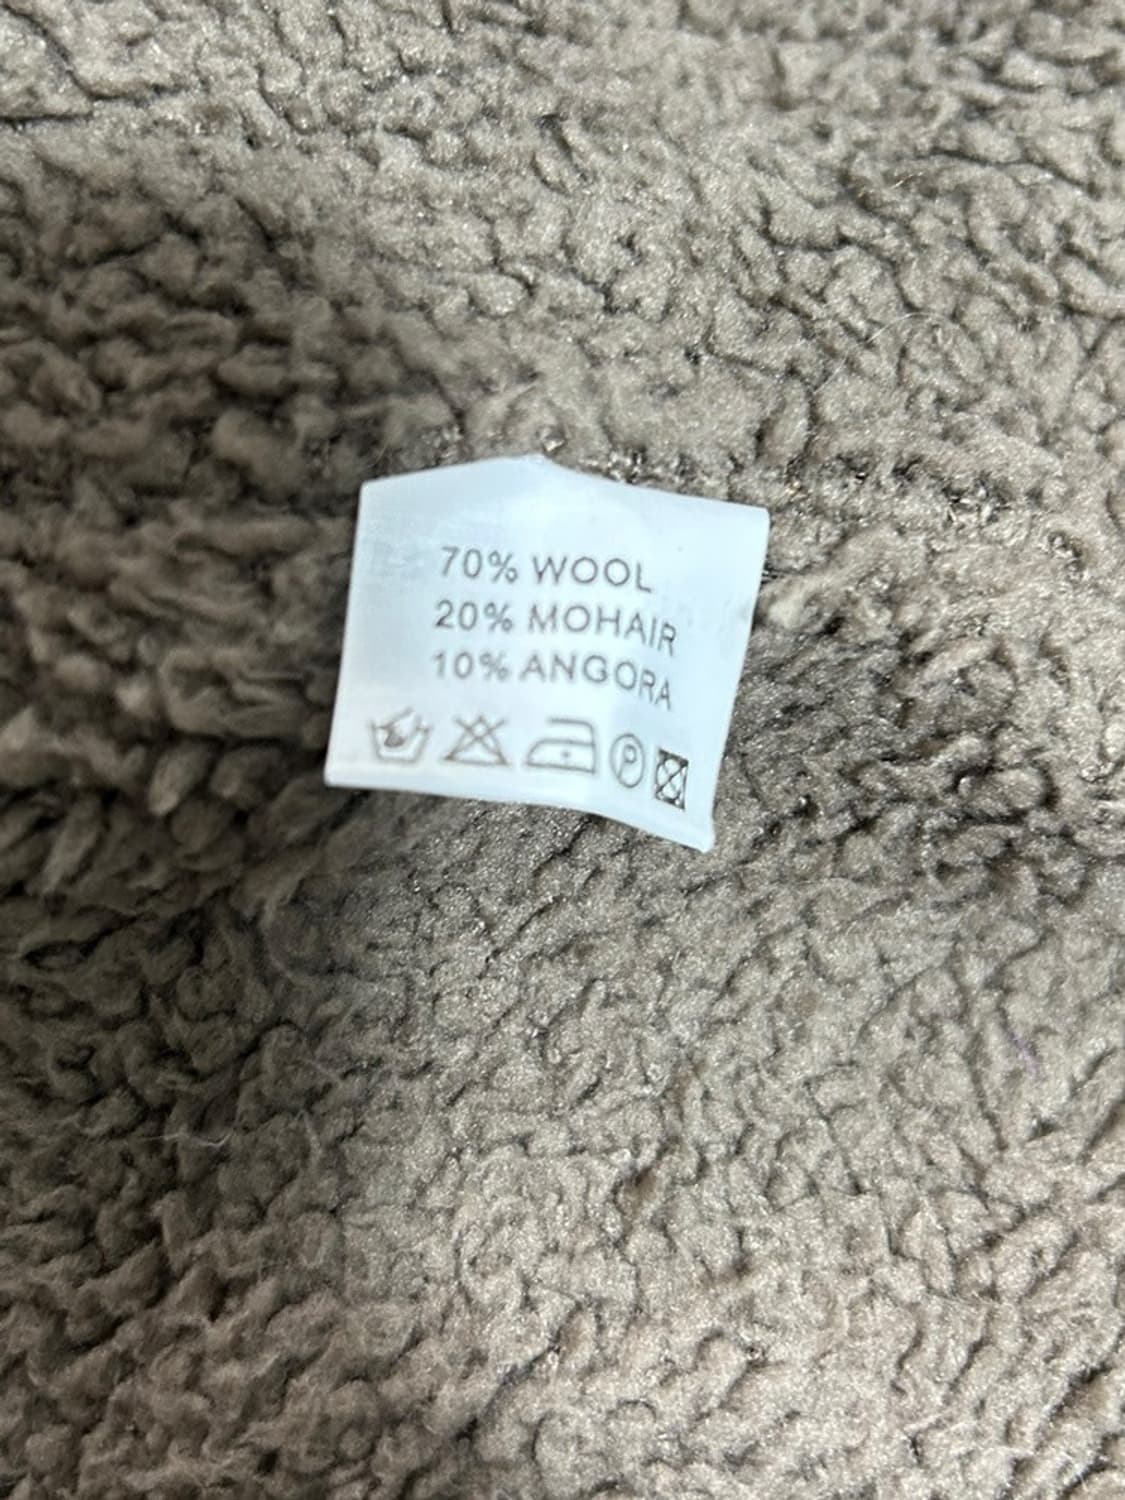 70% WOOL
20% MOHAIR
10% ANGORA
P